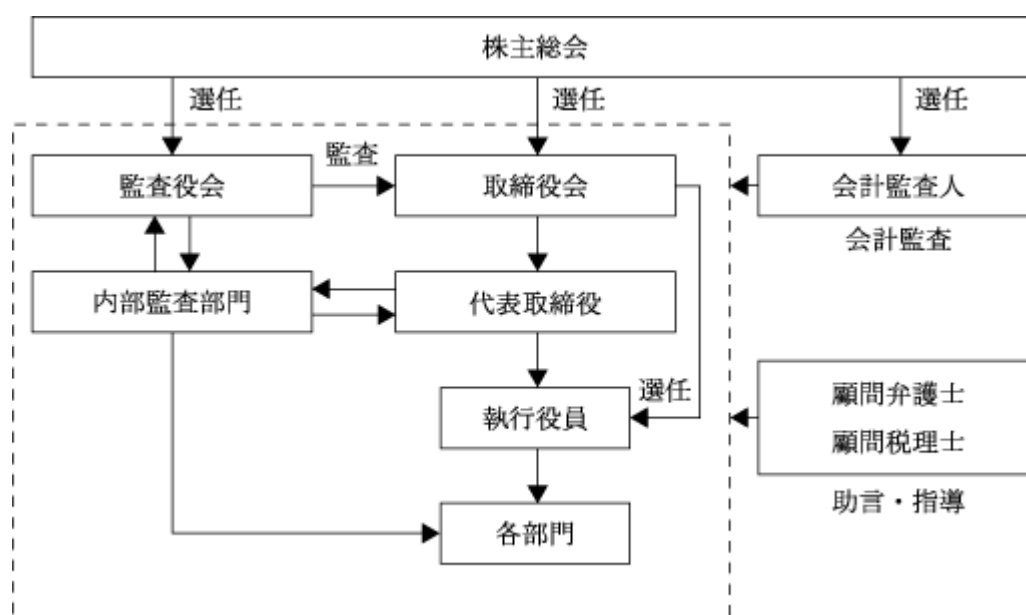 株主総会
選任
選任
選任
監査役会
監査
取締役会
会計監査人
会計監査
内部監査部門
代表取締役
執行役員
選任
顧問弁護士
顧問税理士
助言・指導
各部門